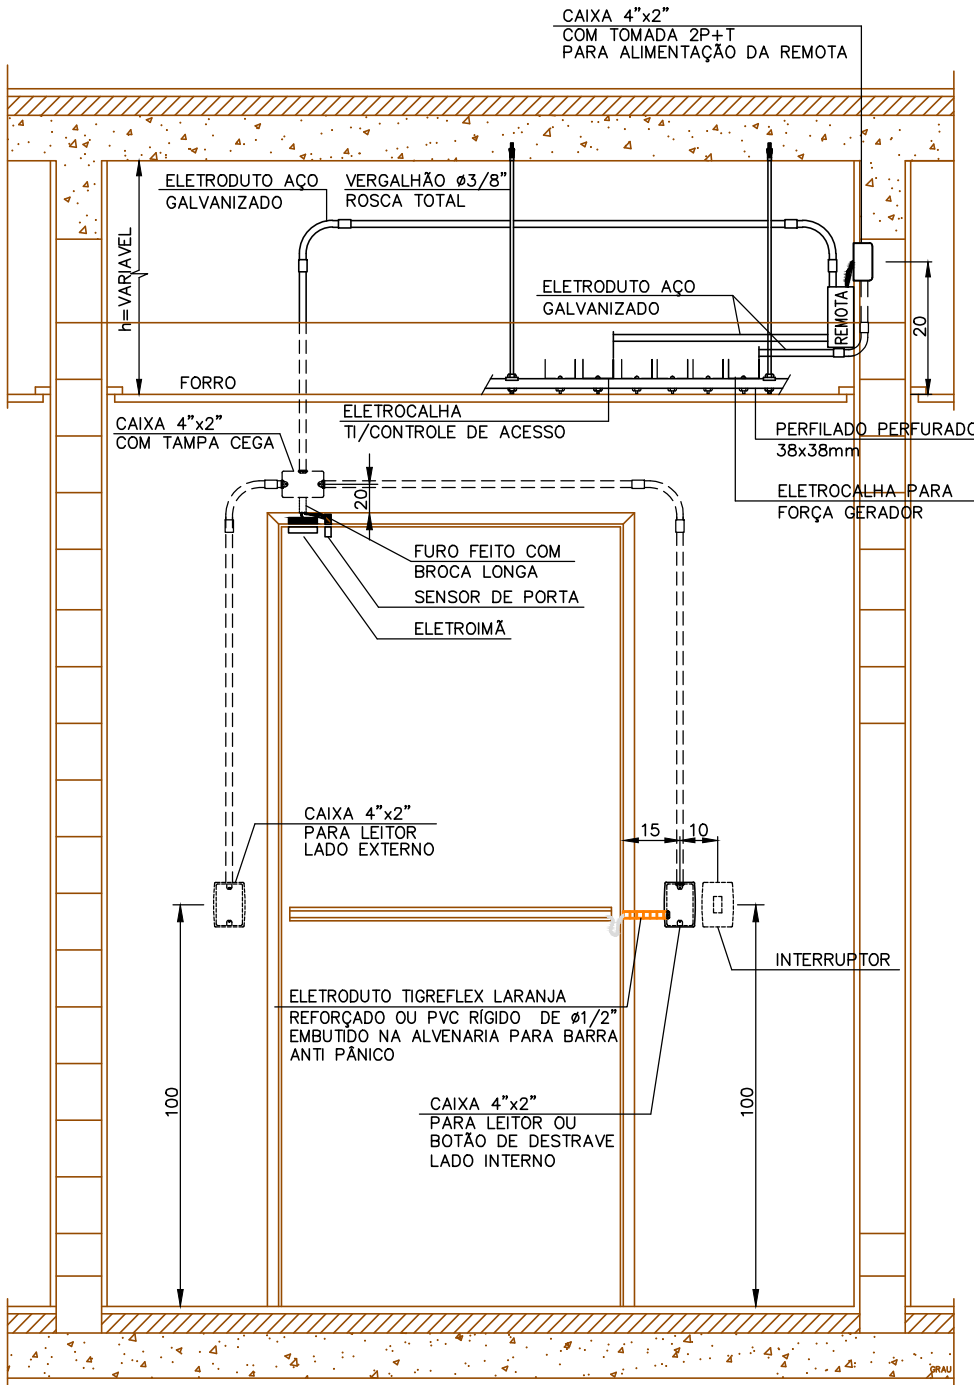 CAIXA 4"x2"
COM TOMADA 2P+T
PARA ALIMENTAÇÃO DA REMOTA
ELETRODUTO AÇO
GALVANIZADO
VERGALHÃO ø3/8"
ROSCA TOTAL
h=VARIAVEL
ELETRODUTO AÇO
GALVANIZADO
REMOTA
20
FORRO
CAIXA 4"x2"
COM TAMPA CEGA
ELETROCALHA
TI/CONTROLE DE ACESSO
PERFILADO PERFURADO
38x38mm
ELETROCALHA PARA
FORÇA GERADOR
20
FURO FEITO COM
BROCA LONGA
SENSOR DE PORTA
ELETROIMÃ
CAIXA 4"x2"
PARA LEITOR
LADO EXTERNO
15
10
INTERRUPTOR
ELETRODUTO TIGREFLEX LARANJA
REFORÇADO OU PVC RÍGIDO DE ø1/2"
EMBUTIDO NA ALVENARIA PARA BARRA
ANTI PÂNICO
100
100
CAIXA 4"x2"
PARA LEITOR OU
BOTÃO DE DESTRAVE
LADO INTERNO
GRAU